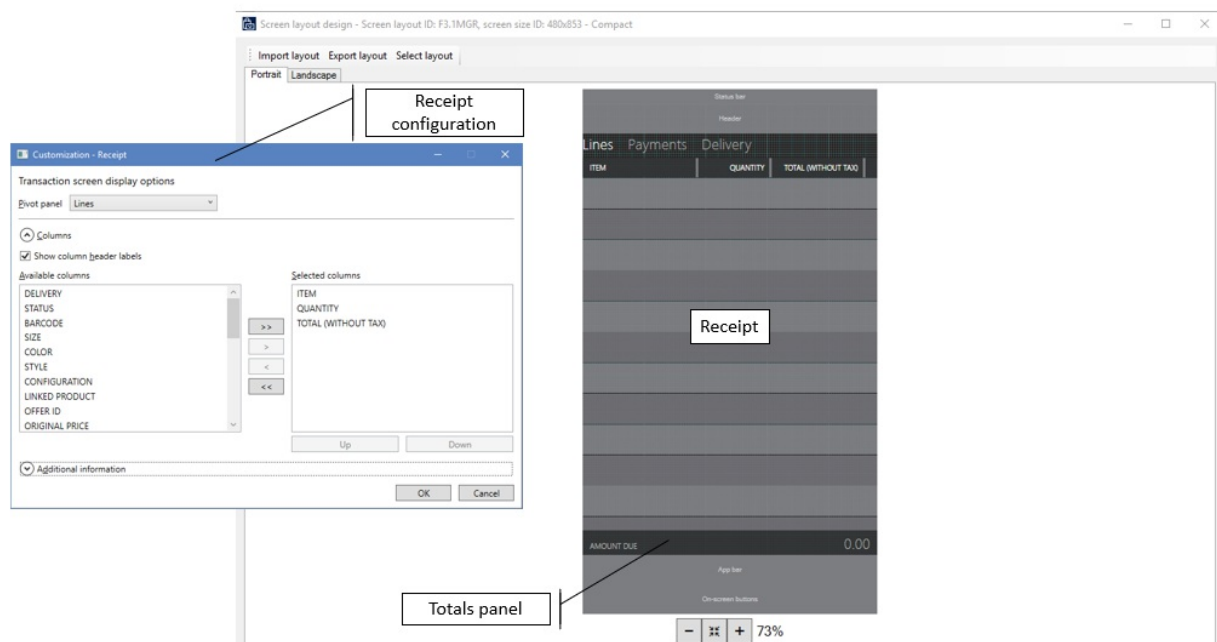 Screen layout design - Screen layout ID: F3.1MGR, screen size ID: 480x853 - Compact
Import layout Export layout Select layout
Portrait Landscape
Receipt
configuration
Customization - Receipt
Transaction screen display options
Pivot panel Lines
Columns
Show column header labels
Available columns
DELIVERY
STATUS
BARCODE
SIZE
COLOR
STYLE
CONFIGURATION
LINKED PRODUCT
OFFER ID
ORIGINAL PRICE
>>
>
<
<<
Selected columns
ITEM
QUANTITY
TOTAL (WITHOUT TAX)
Up Down
Additional information
OK Cancel
Status bar
Header
Lines Payments Delivery
ITEM QUANTITY TOTAL (WITHOUT TAX)
Receipt
AMOUNT DUE 0.00
App bar
On-screen buttons
Totals panel
73%